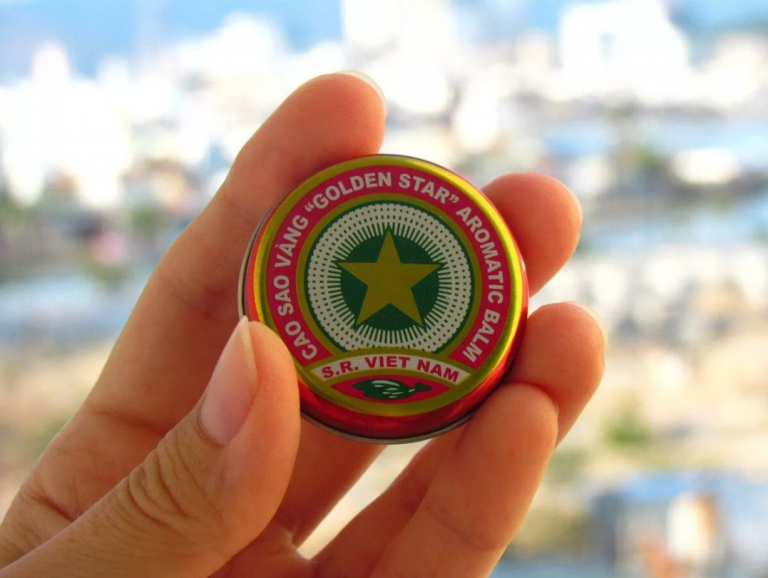 CAO SAO VÀNG “GOLDEN STAR” AROMATIC BALM
S.R. VIET NAM